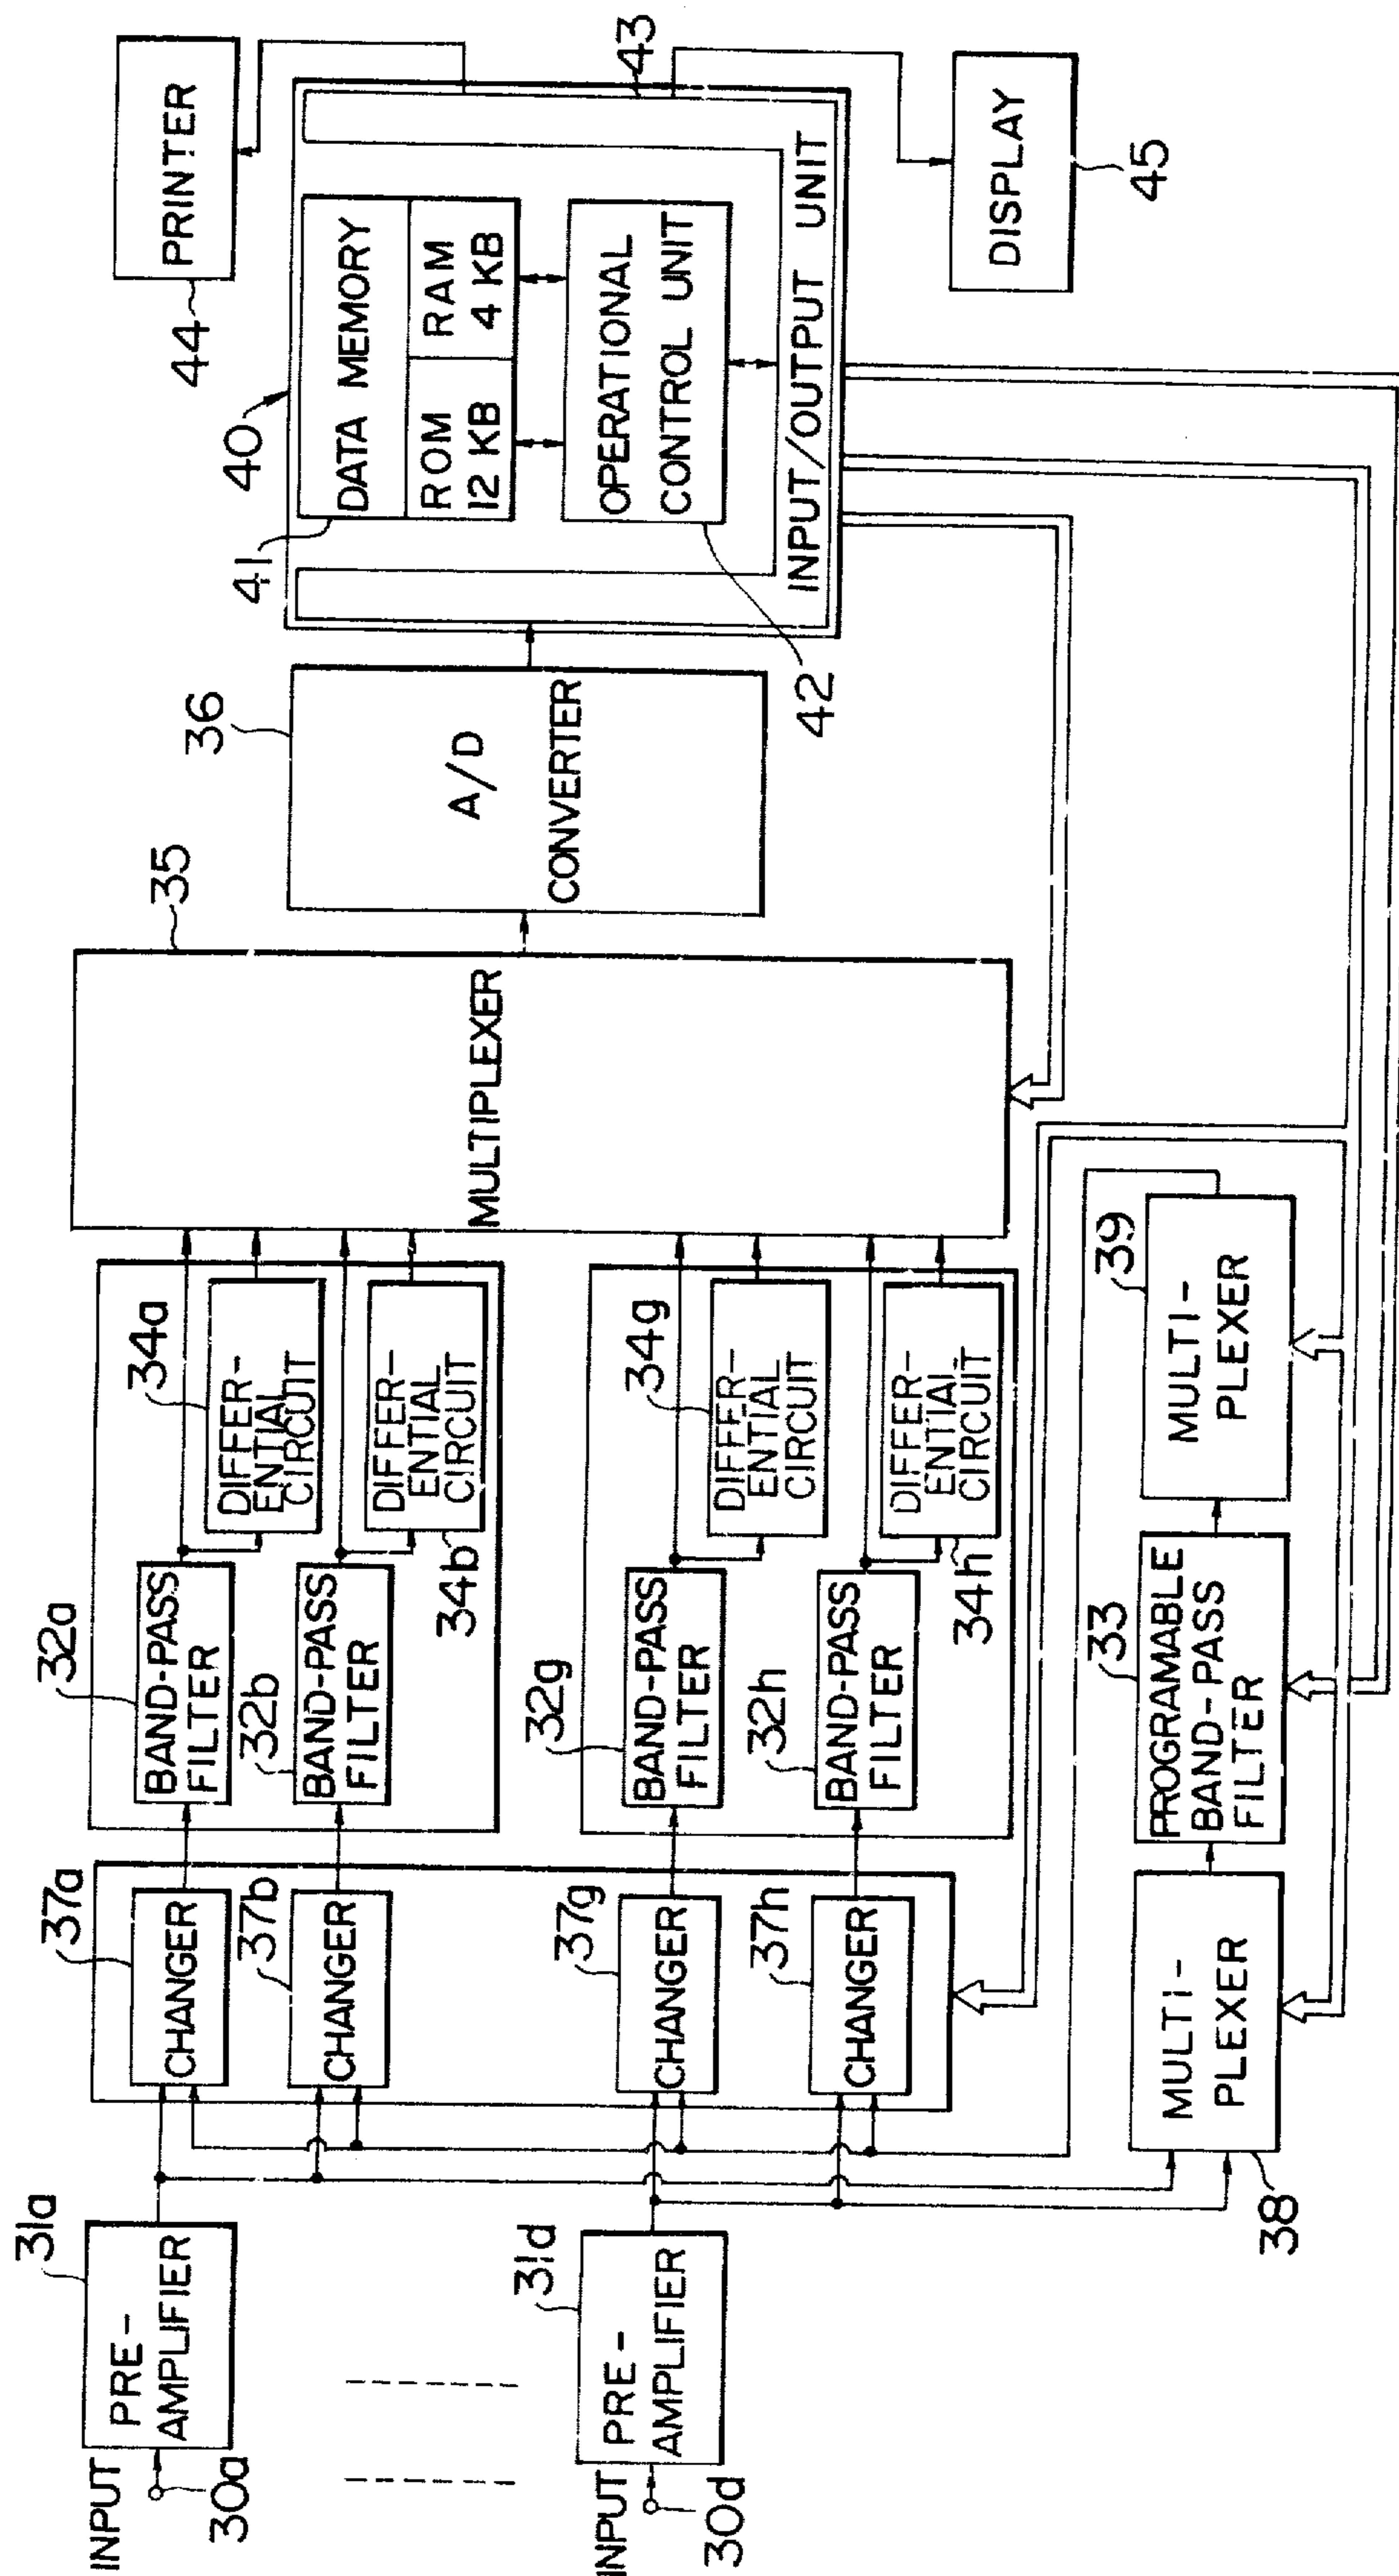 INPUT
30a
31a
PRE-
AMPLIFIER
INPUT
30d
31d
PRE-
AMPLIFIER
37a
CHANGER
37b
CHANGER
37g
CHANGER
37h
CHANGER
32a
BAND-PASS
FILTER
32b
BAND-PASS
FILTER
32g
BAND-PASS
FILTER
32h
BAND-PASS
FILTER
34a
DIFFER-
ENTIAL
CIRCUIT
34b
DIFFER-
ENTIAL
CIRCUIT
34g
DIFFER-
ENTIAL
CIRCUIT
34h
DIFFER-
ENTIAL
CIRCUIT
38
MULTI-
PLEXER
33
PROGRAMABLE
BAND-PASS
FILTER
39
MULTI-
PLEXER
35
MULTIPLEXER
36
A/D
CONVERTER
40
41
DATA MEMORY
ROM
12 KB
RAM
4 KB
42
OPERATIONAL
CONTROL UNIT
INPUT/OUTPUT UNIT
43
44
PRINTER
45
DISPLAY